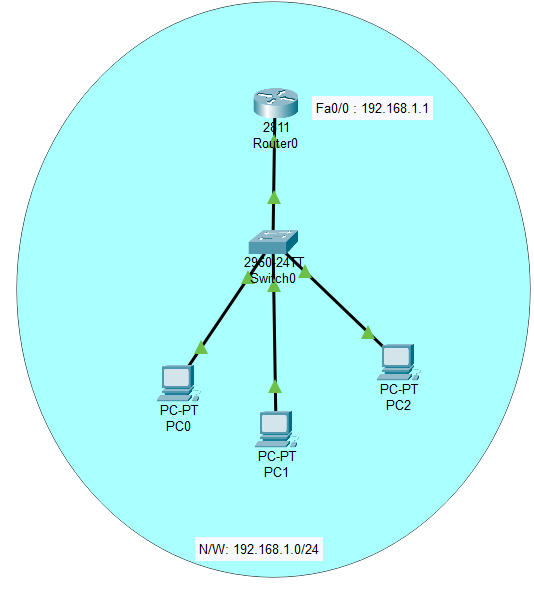 Fa0/0 : 192.168.1.1
2811
Router0
2960-24TT
Switch0
PC-PT
PC0
PC-PT
PC1
PC-PT
PC2
N/W: 192.168.1.0/24